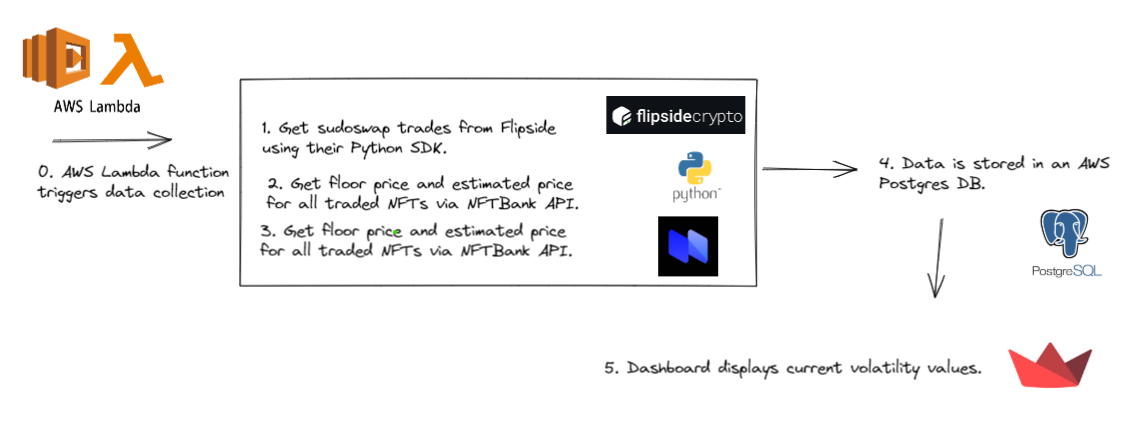 AWS Lambda
0. AWS Lambda function
triggers data collection
1. Get sudoswap trades from Flipside
using their Python SDK.
2. Get floor price and estimated price
for all traded NFTs via NFTBank API.
3. Get floor price and estimated price
for all traded NFTs via NFTBank API.
flipsidecrypto
python
4. Data is stored in an AWS
Postgres DB.
PostgreSQL
5. Dashboard displays current volatility values.